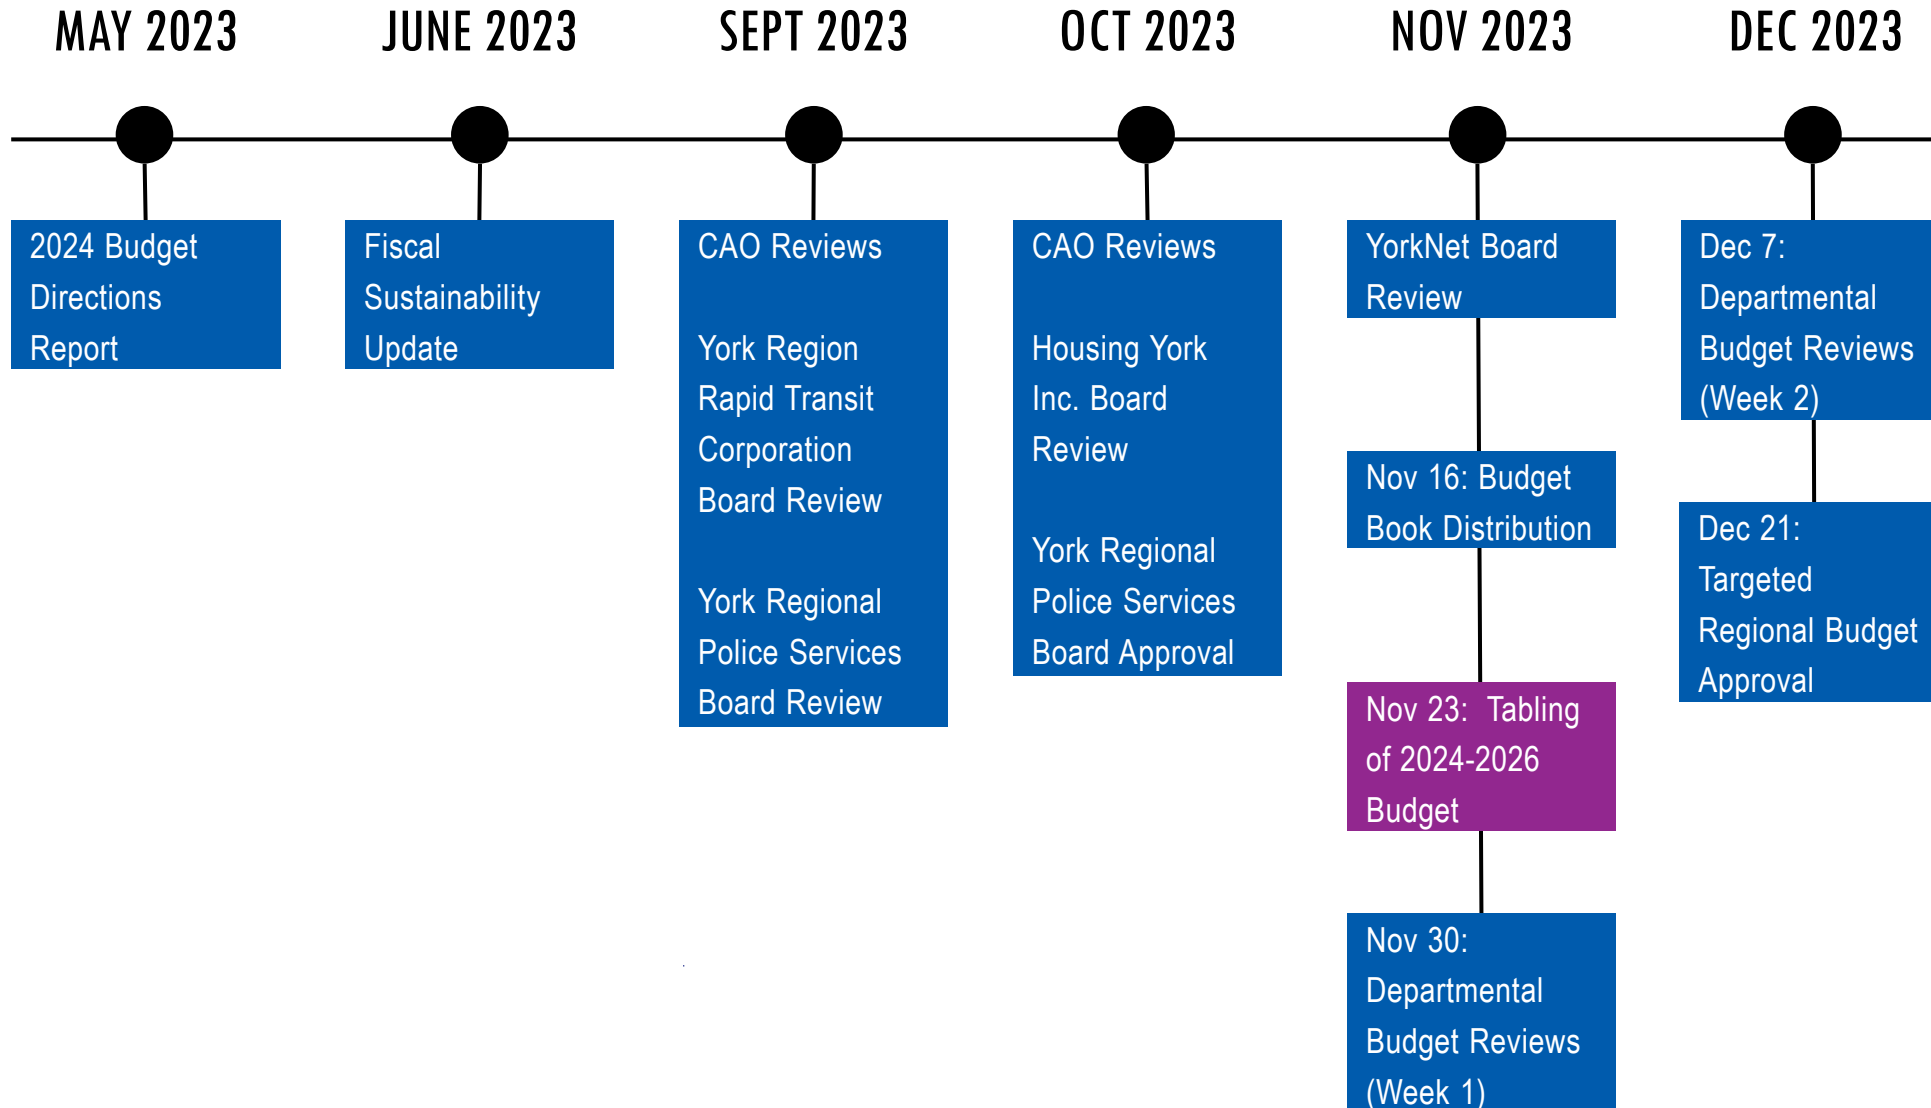 MAY 2023
JUNE 2023
SEPT 2023
OCT 2023
NOV 2023
DEC 2023
2024 Budget
Directions
Report
Fiscal
Sustainability
Update
CAO Reviews
York Region
Rapid Transit
Corporation
Board Review
York Regional
Police Services
Board Review
CAO Reviews
Housing York
Inc. Board
Review
York Regional
Police Services
Board Approval
YorkNet Board
Review
Nov 16: Budget
Book Distribution
Nov 23:  Tabling
of 2024-2026
Budget
Nov 30:
Departmental
Budget Reviews
(Week 1)
Dec 7:
Departmental
Budget Reviews
(Week 2)
Dec 21:
Targeted
Regional Budget
Approval